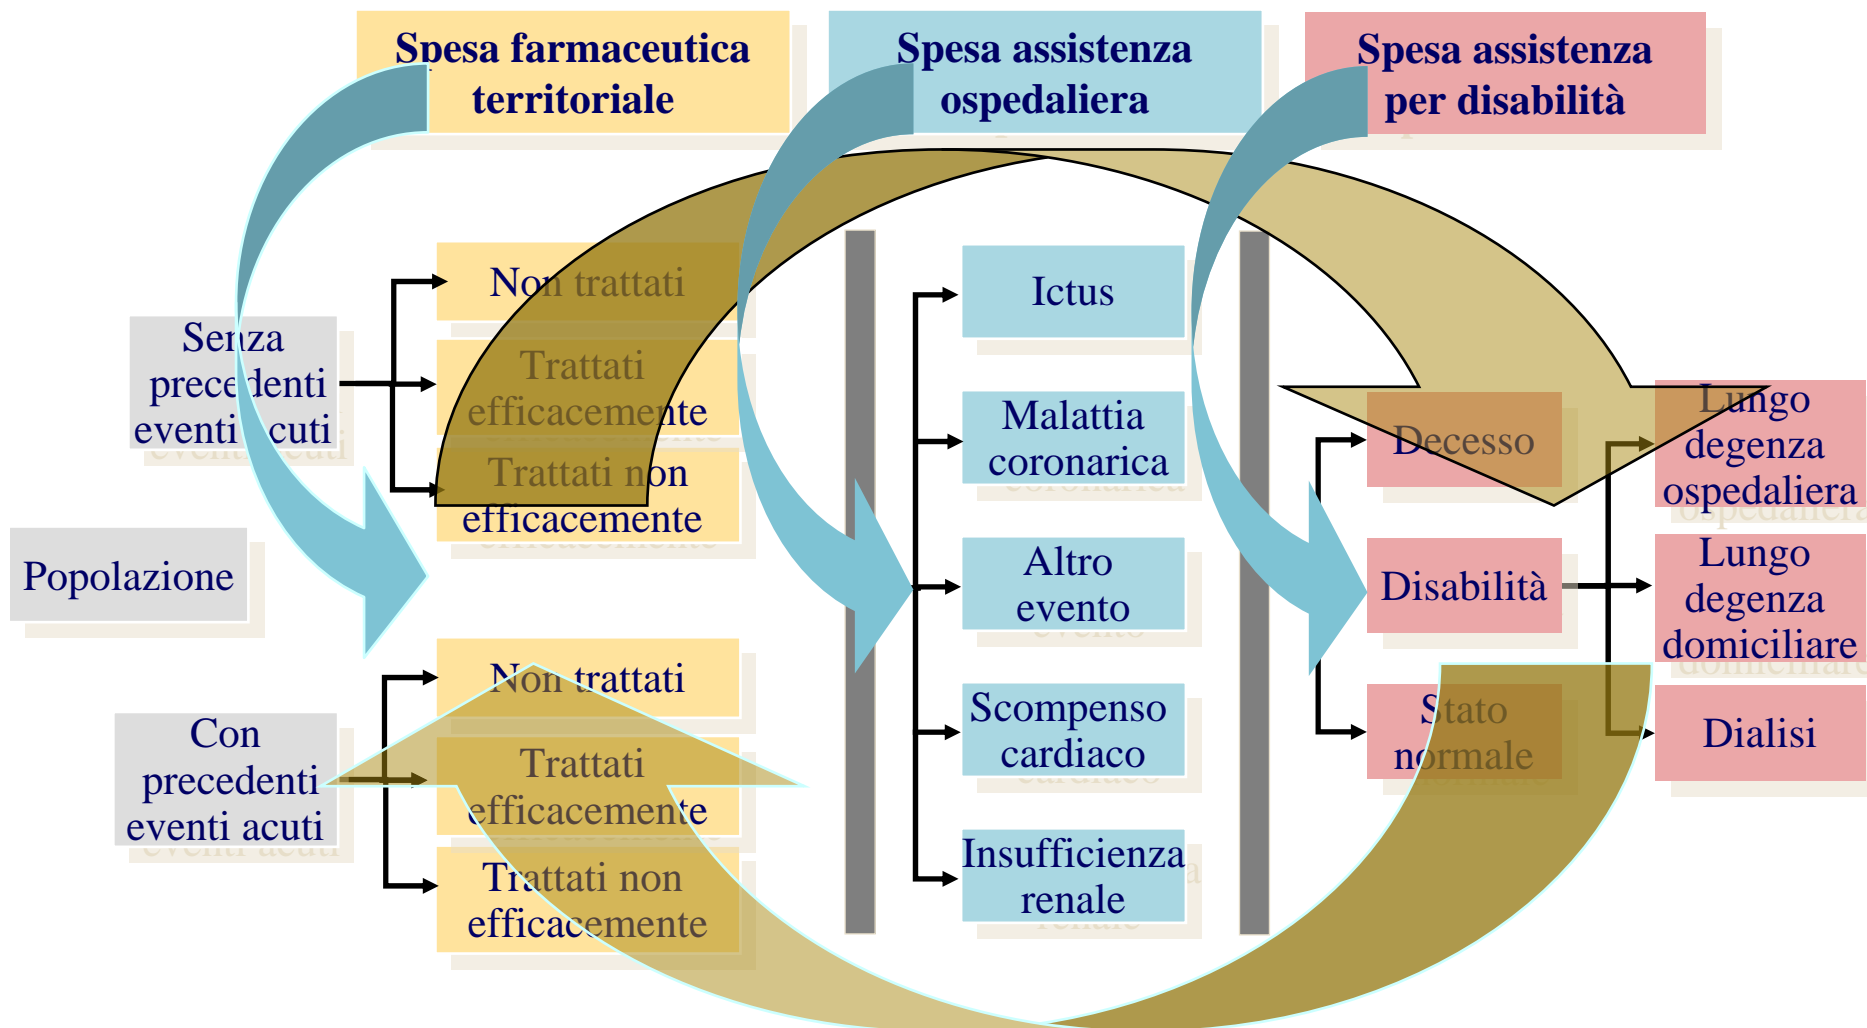 Spesa farmaceutica
territoriale
Spesa assistenza
ospedaliera
Spesa assistenza
per disabilità
Popolazione
Senza
precedenti
eventi acuti
Non trattati
Trattati
efficacemente
Trattati non
efficacemente
Con
precedenti
eventi acuti
Non trattati
Trattati
efficacemente
Trattati non
efficacemente
Ictus
Malattia
coronarica
Altro
evento
Scompenso
cardiaco
Insufficienza
renale
Decesso
Disabilità
Stato
normale
Lungo
degenza
ospedaliera
Lungo
degenza
domiciliare
Dialisi